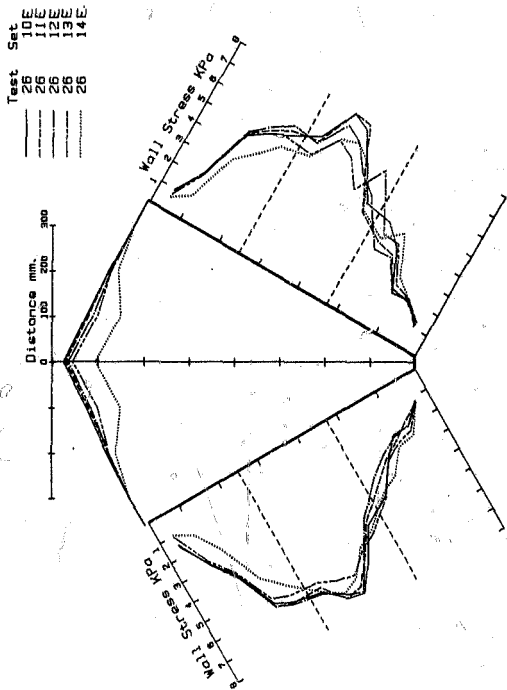 Test Set
26 10E
26 11E
26 12E
26 13E
26 14E
Distance mm.
0 100 200 300
Wall Stress KPa
1 2 3 4 5 6 7 8
Wall Stress KPa
1 2 3 4 5 6 7 8